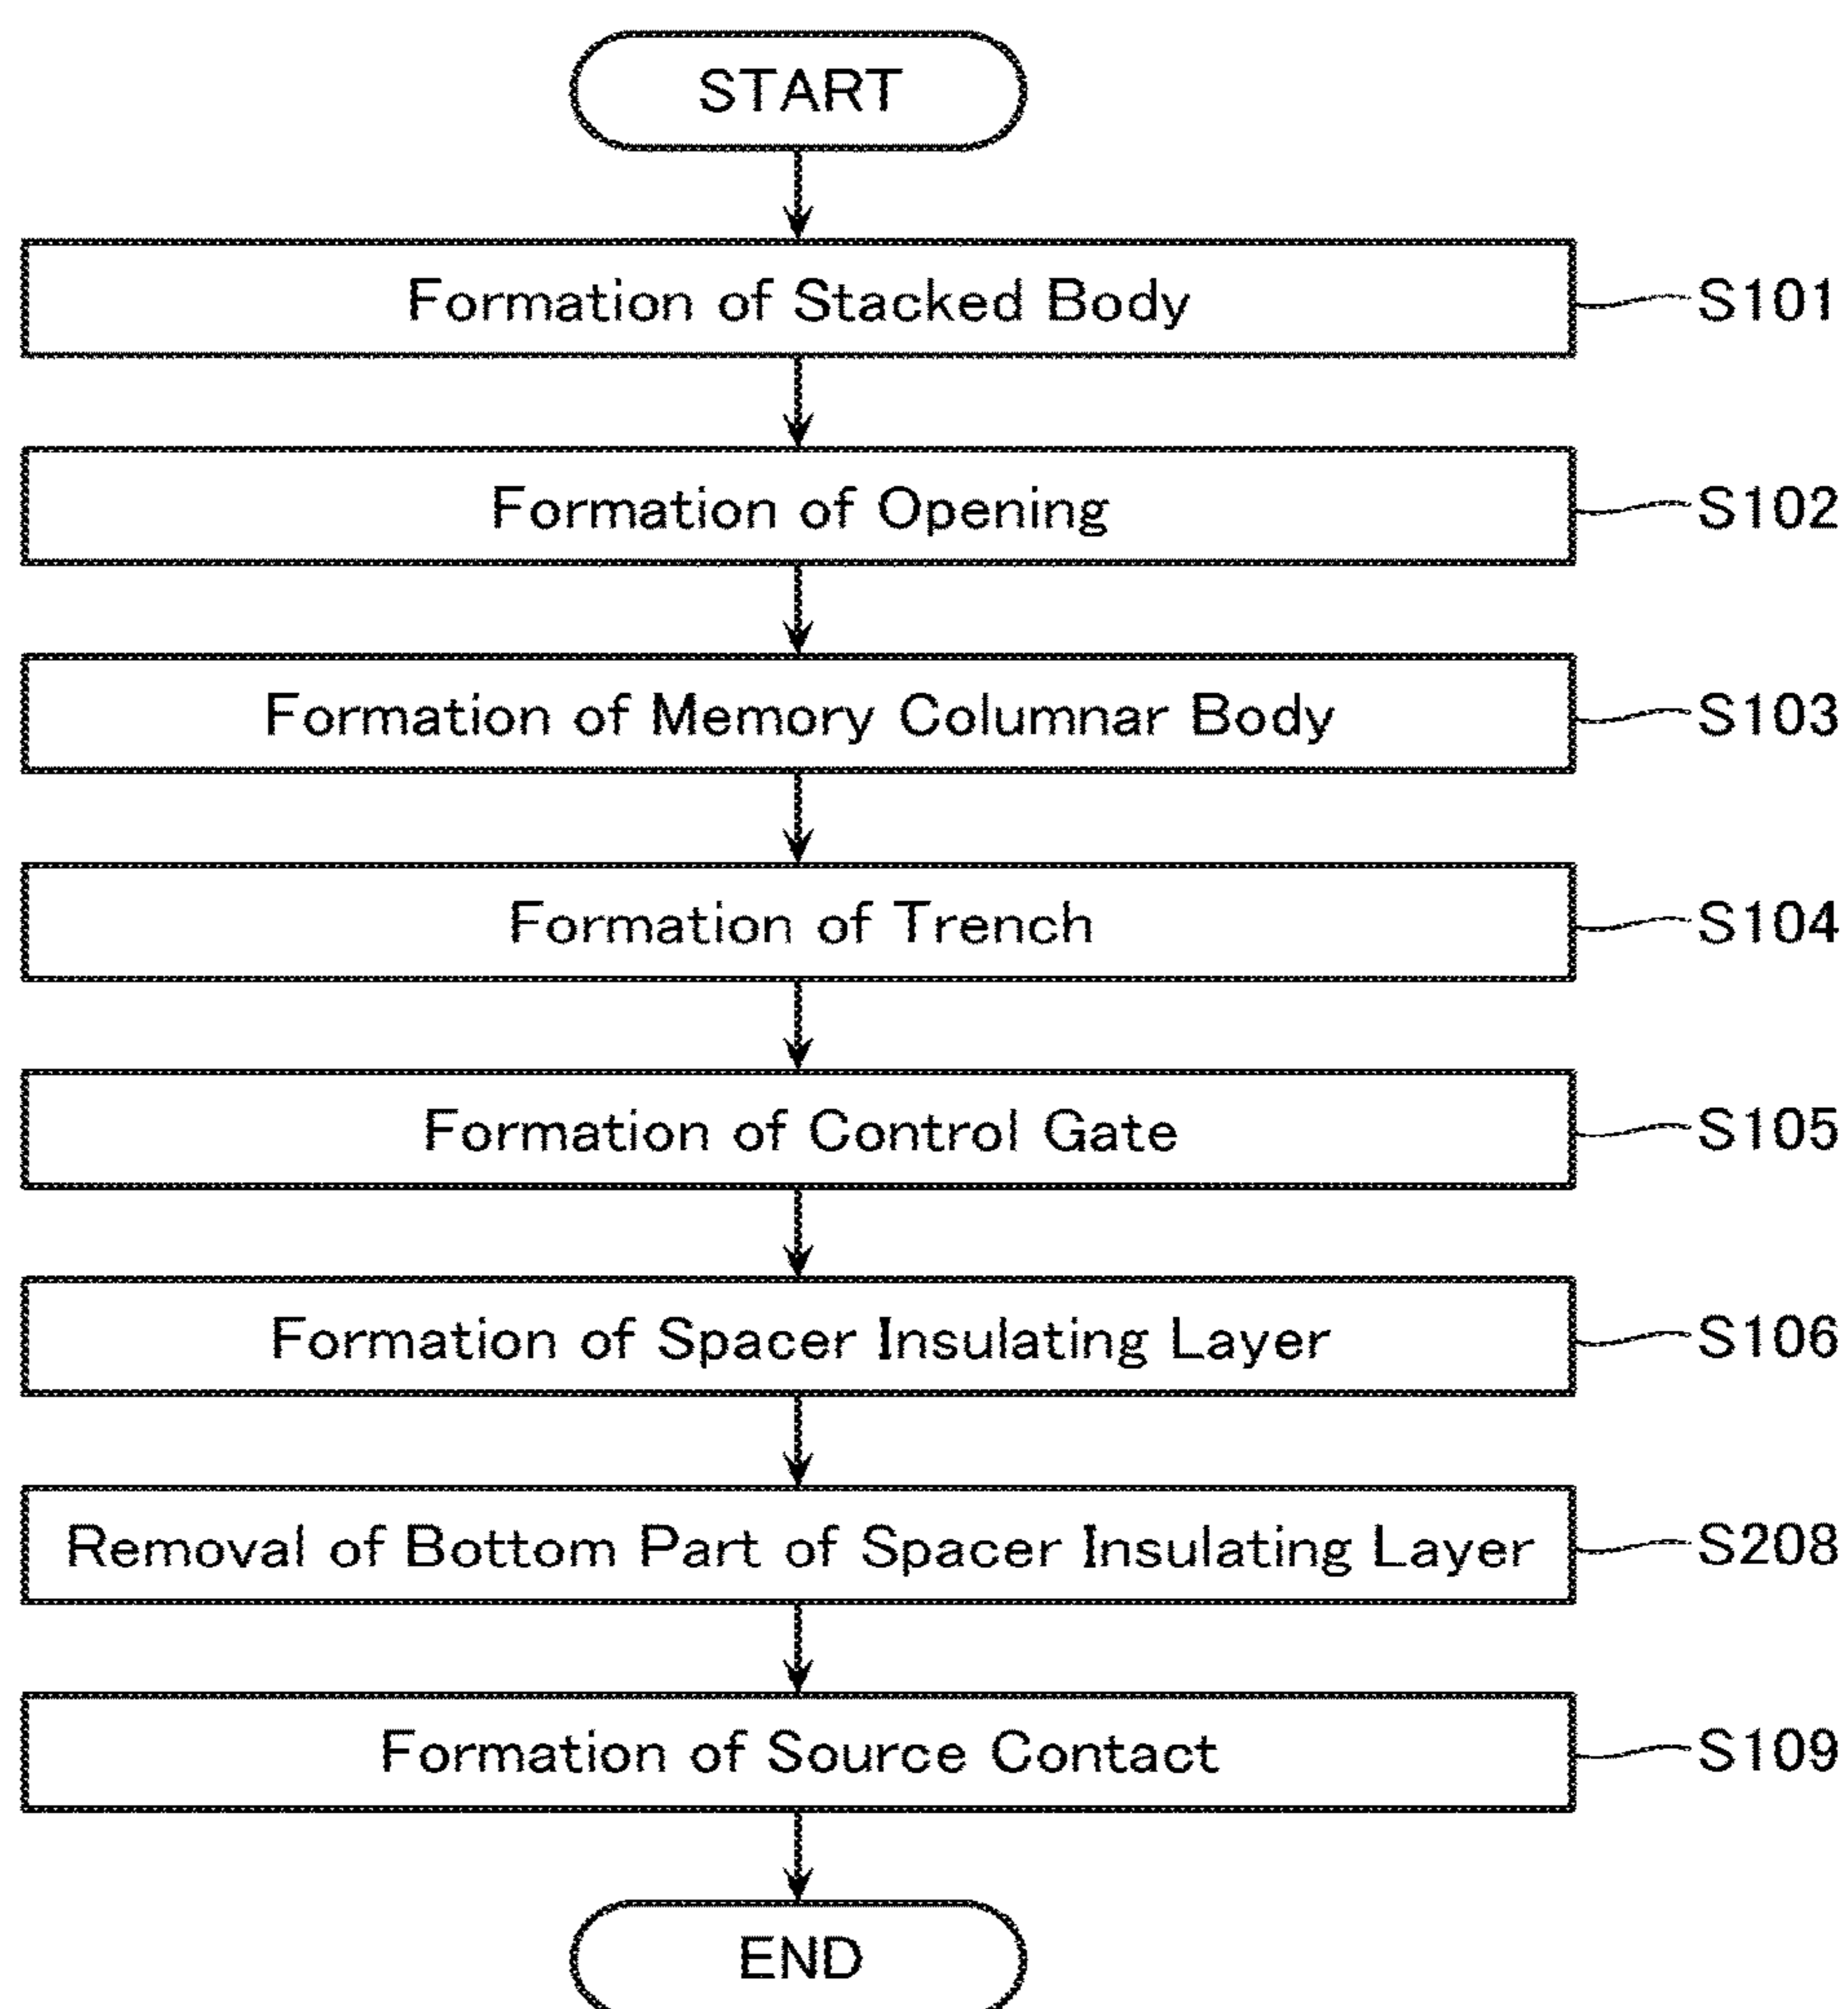 START
Formation of Stacked Body S101
Formation of Opening S102
Formation of Memory Columnar Body S103
Formation of Trench S104
Formation of Control Gate S105
Formation of Spacer Insulating Layer S106
Removal of Bottom Part of Spacer Insulating Layer S208
Formation of Source Contact S109
END